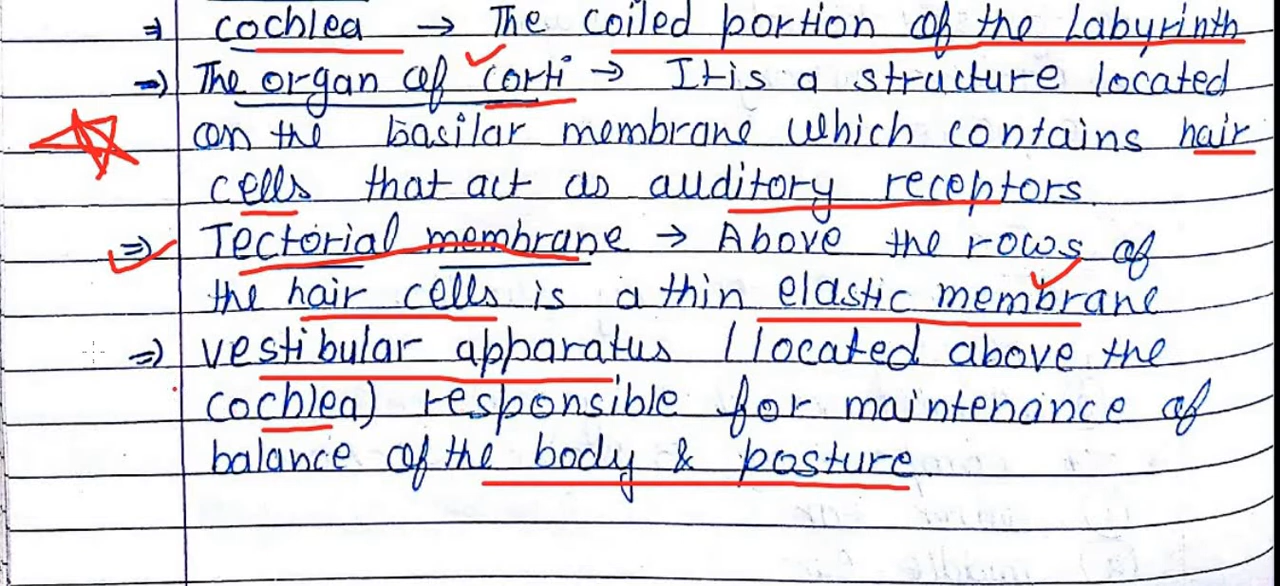 ⇒ cochlea → The coiled portion of the Labyrinth
⇒ The organ of corti → It is a structure located
on the basilar membrane which contains hair
cells that act as auditory receptors.
⇒ Tectorial membrane → Above the rows of
the hair cells is a thin elastic membrane
⇒ vestibular apparatus (located above the
cochlea) responsible for maintenance of
balance of the body & posture.